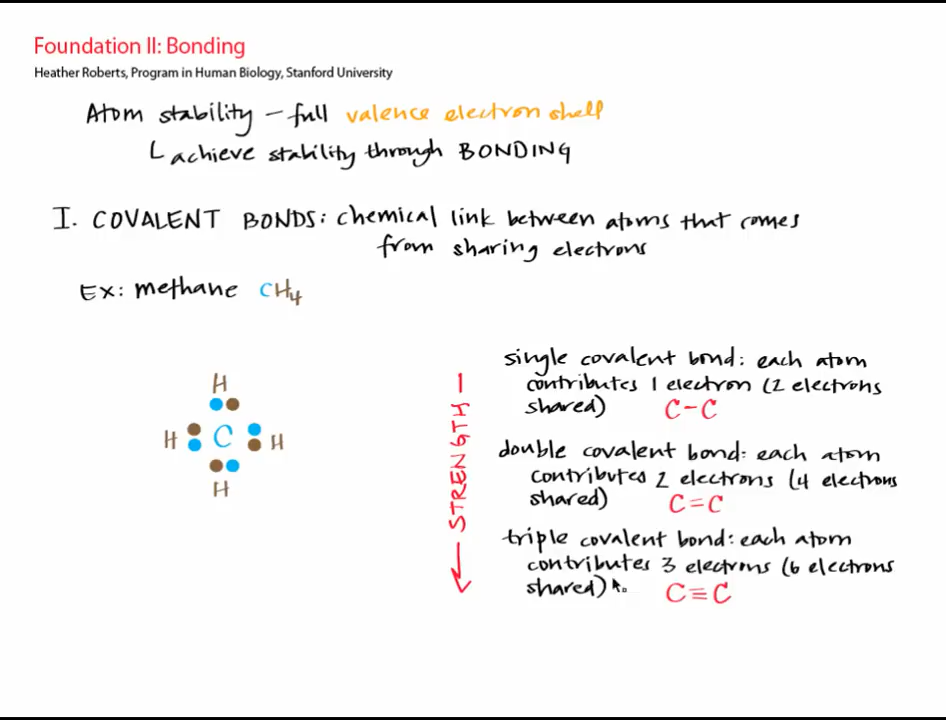 Foundation II: Bonding
Heather Roberts, Program in Human Biology, Stanford University
Atom stability – full valence electron shell
achieve stability through BONDING
I. COVALENT BONDS: chemical link between atoms that comes
from sharing electrons
EX: methane CH4
single covalent bond: each atom
contributes 1 electron (2 electrons
shared) C–C
double covalent bond: each atom
contributes 2 electrons (4 electrons
shared) C=C
triple covalent bond: each atom
contributes 3 electrons (6 electrons
shared) C≡C
STRENGTH
H
H C H
H